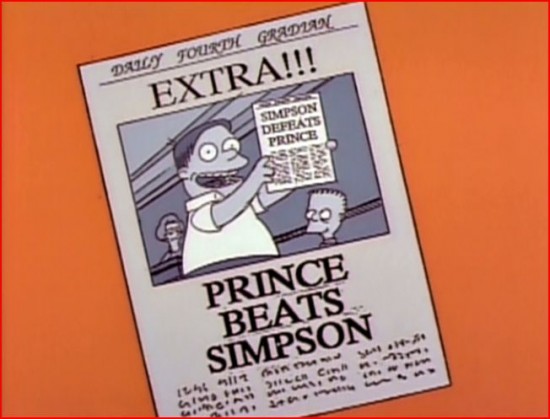 DAILY FOURTH GRADIAN
EXTRA!!!
SIMPSON
DEFEATS
PRINCE
PRINCE
BEATS
SIMPSON